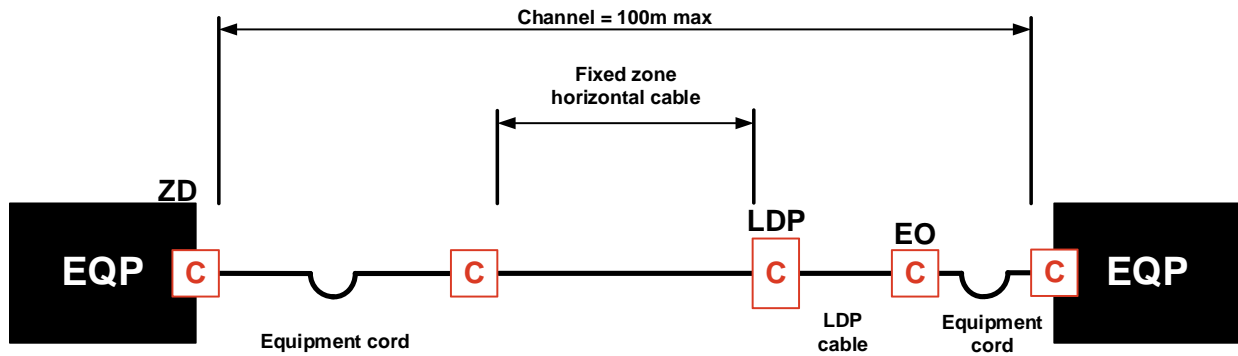 Channel = 100m max
Fixed zone
horizontal cable
ZD
LDP
EO
EQP
C
C
C
C
C
EQP
Equipment cord
LDP
cable
Equipment
cord